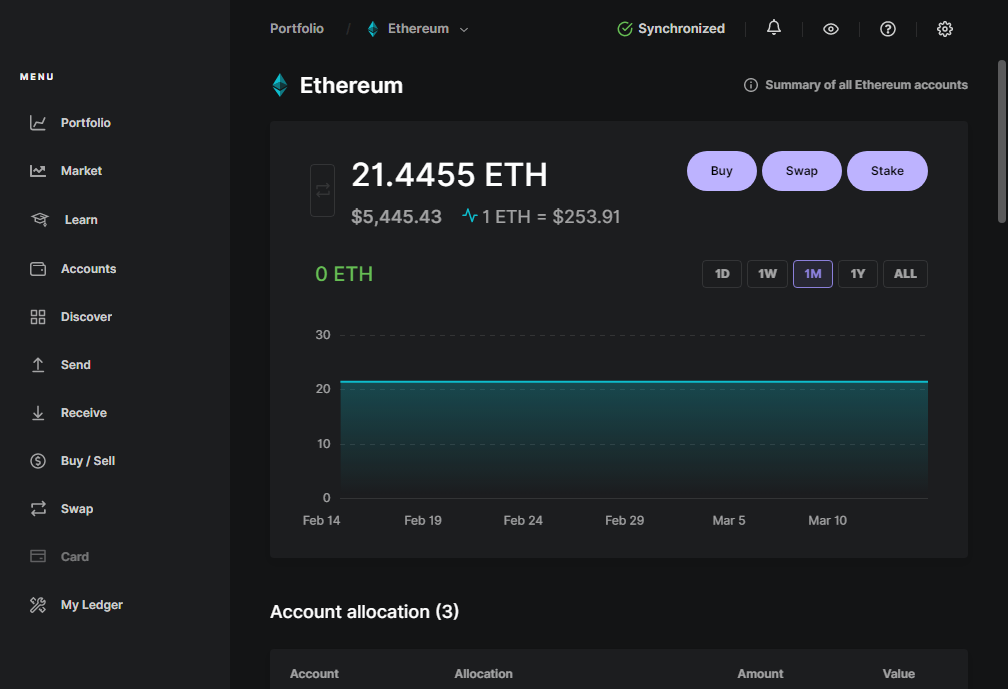 Portfolio / Ethereum
Synchronized
MENU
Portfolio
Market
Learn
Accounts
Discover
Send
Receive
Buy / Sell
Swap
Card
My Ledger
Ethereum
Summary of all Ethereum accounts
21.4455 ETH
$5,445.43 1 ETH = $253.91
Buy Swap Stake
0 ETH
1D 1W 1M 1Y ALL
30
20
10
0
Feb 14 Feb 19 Feb 24 Feb 29 Mar 5 Mar 10
Account allocation (3)
Account Allocation Amount Value